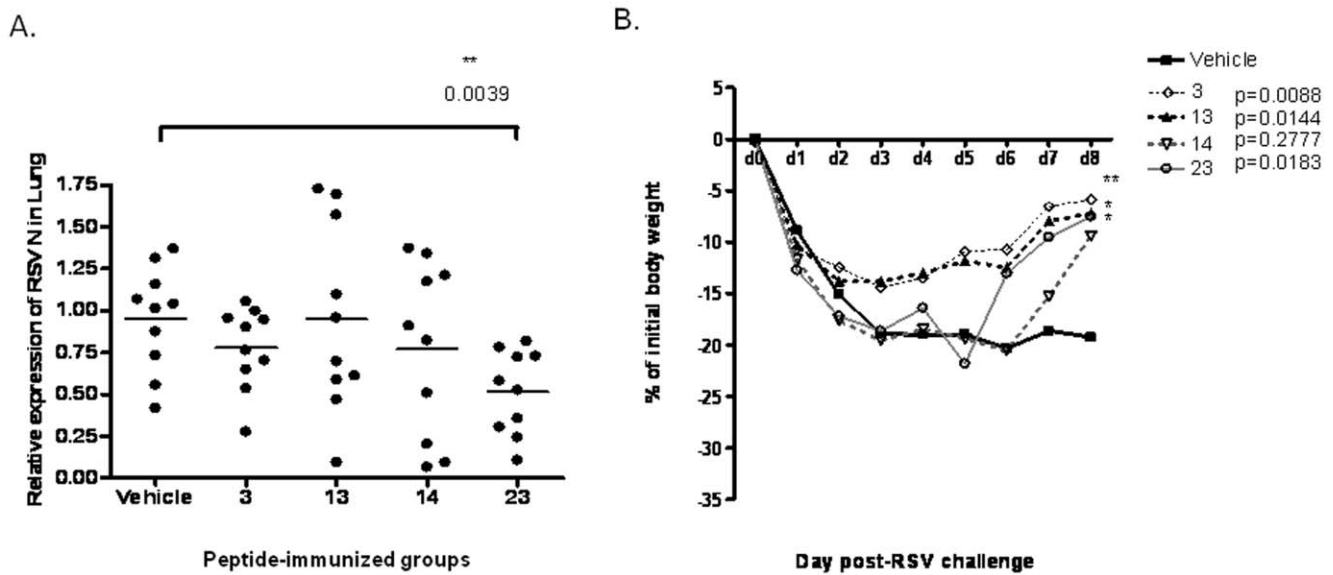 A.
**
0.0039
Relative expression of RSV N in Lung
1.75
1.50
1.25
1.00
0.75
0.50
0.25
0.00
Vehicle 3 13 14 23
Peptide-immunized groups
B.
Vehicle
3 p=0.0088
13 p=0.0144
14 p=0.2777
23 p=0.0183
% of initial body weight
5
0
-5
-10
-15
-20
-25
-30
-35
d0 d1 d2 d3 d4 d5 d6 d7 d8
**
*
*
Day post-RSV challenge